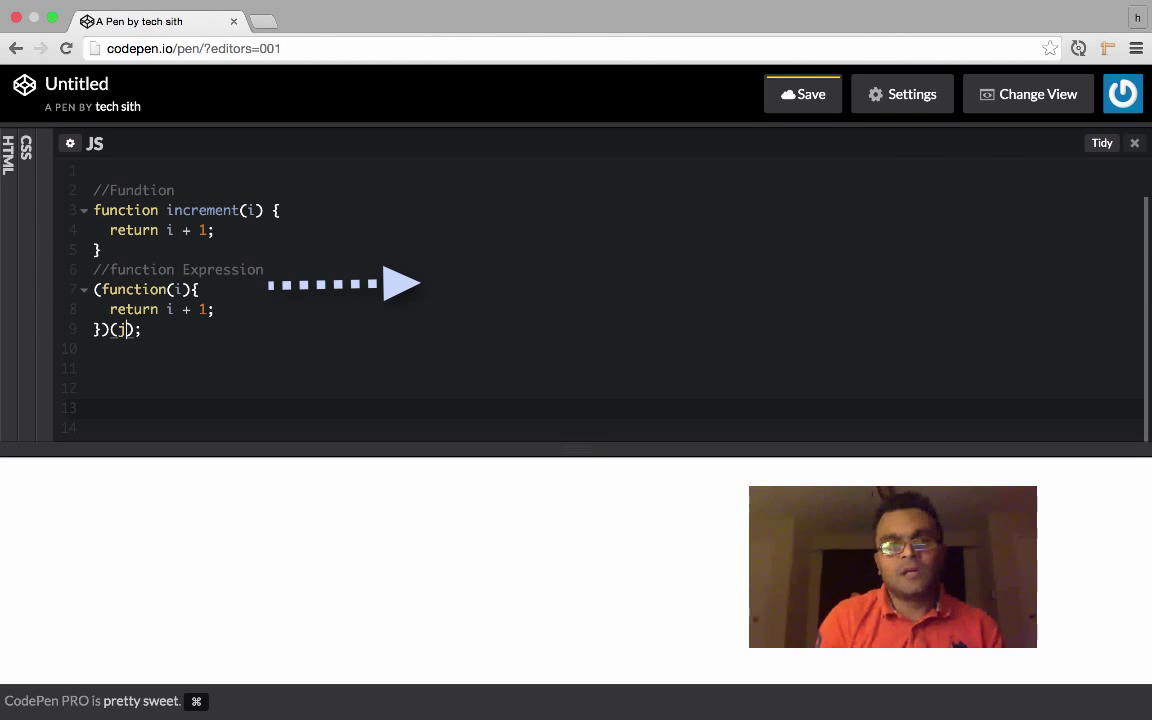 A Pen by tech sith
h
codepen.io/pen/?editors=001
Untitled
A PEN BY tech sith
Save
Settings
Change View
HTML
CSS
JS
Tidy
1
2 //Fundtion
3 function increment(i) {
4 return i + 1;
5 }
6 //function Expression
7 (function(i){
8 return i + 1;
9 })(j);
10
11
12
13
14
CodePen PRO is pretty sweet. ⌘